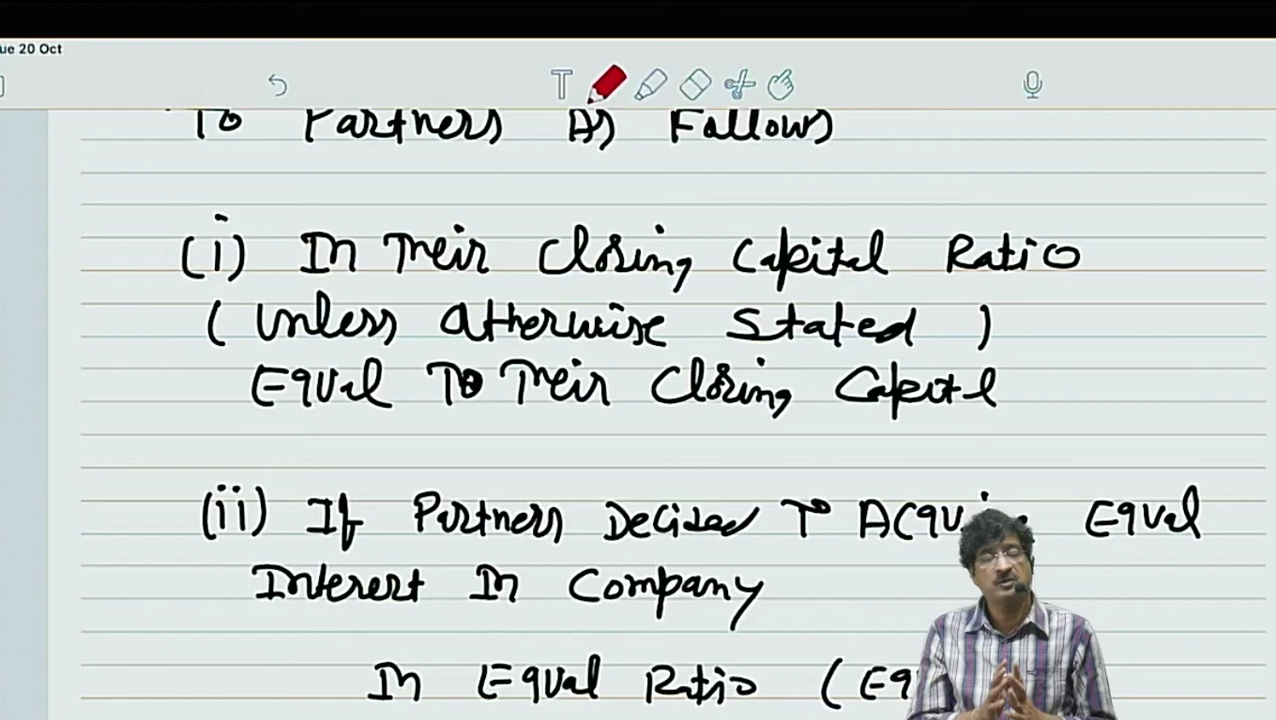 ue 20 Oct
T
To Partners As Follows
(i) In Their Closing Capital Ratio
(Unless Otherwise Stated)
Equal To Their Closing Capital
(ii) If Partners Decided To Equal
Interest In Company
In Equal Ratio (Eq